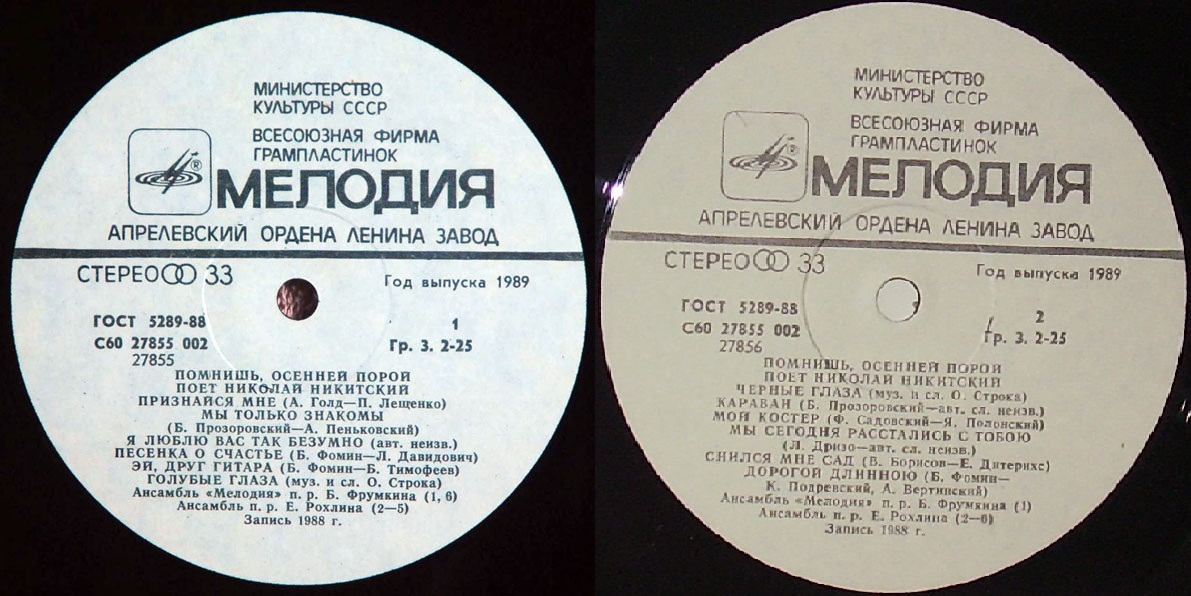 МИНИСТЕРСТВО
КУЛЬТУРЫ СССР
ВСЕСОЮЗНАЯ ФИРМА
ГРАМПЛАСТИНОК
®
МЕЛОДИЯ
АПРЕЛЕВСКИЙ ОРДЕНА ЛЕНИНА ЗАВОД
СТЕРЕО 33
Год выпуска 1989
ГОСТ 5289-88
С60 27855 002
27855
1
Гр. 3. 2-25
ПОМНИШЬ, ОСЕННЕЙ ПОРОЙ
ПОЕТ НИКОЛАЙ НИКИТСКИЙ
ПРИЗНАЙСЯ МНЕ (А. Голд—П. Лещенко)
МЫ ТОЛЬКО ЗНАКОМЫ
(Б. Прозоровский—А. Пеньковский)
Я ЛЮБЛЮ ВАС ТАК БЕЗУМНО (авт. неизв.)
ПЕСЕНКА О СЧАСТЬЕ (Б. Фомин—Л. Давидович)
ЭЙ, ДРУГ ГИТАРА (Б. Фомин—Б. Тимофеев)
ГОЛУБЫЕ ГЛАЗА (муз. и сл. О. Строка)
Ансамбль «Мелодия» п. р. Б. Фрумкина (1, 6)
Ансамбль п. р. Е. Рохлина (2—5)
Запись 1988 г.
МИНИСТЕРСТВО
КУЛЬТУРЫ СССР
ВСЕСОЮЗНАЯ ФИРМА
ГРАМПЛАСТИНОК
®
МЕЛОДИЯ
АПРЕЛЕВСКИЙ ОРДЕНА ЛЕНИНА ЗАВОД
СТЕРЕО 33
Год выпуска 1989
ГОСТ 5289-88
С60 27855 002
27856
2
Гр. 3. 2-25
ПОМНИШЬ, ОСЕННЕЙ ПОРОЙ
ПОЕТ НИКОЛАЙ НИКИТСКИЙ
ЧЕРНЫЕ ГЛАЗА (муз. и сл. О. Строка)
КАРАВАН (Б. Прозоровский—авт. сл. неизв.)
МОЙ КОСТЕР (Ф. Садовский—Я. Полонский)
МЫ СЕГОДНЯ РАССТАЛИСЬ С ТОБОЮ
(Л. Дризо—авт. сл. неизв.)
СНИЛСЯ МНЕ САД (В. Борисов—Е. Дитерихс)
ДОРОГОЙ ДЛИННОЮ (Б. Фомин—
К. Подревский, А. Вертинский)
Ансамбль «Мелодия» п. р. Б. Фрумкина (1)
Ансамбль п. р. Е. Рохлина (2—6)
Запись 1988 г.